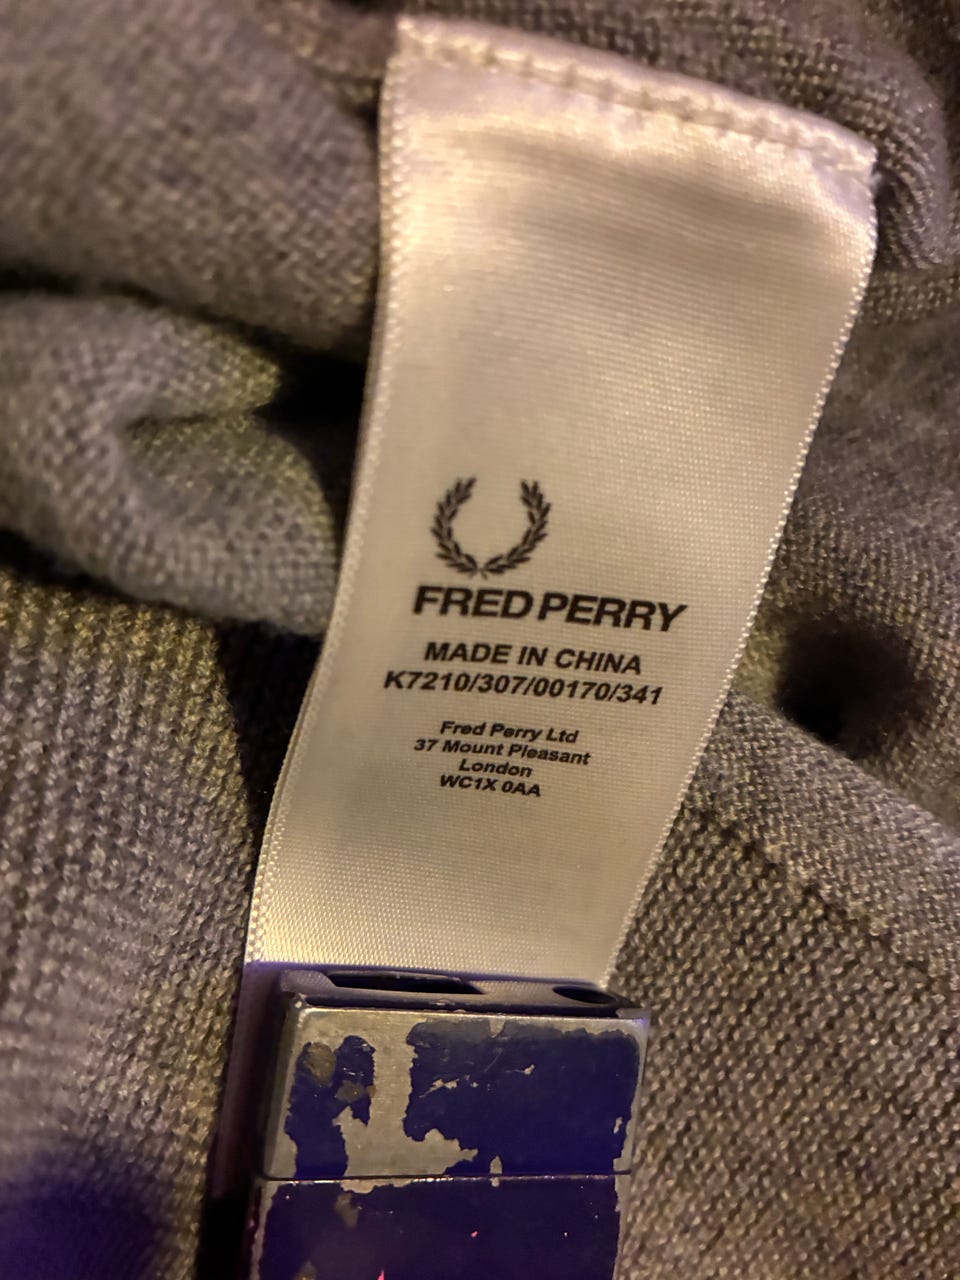 FRED PERRY
MADE IN CHINA
K7210/307/00170/341
Fred Perry Ltd
37 Mount Pleasant
London
WC1X 0AA